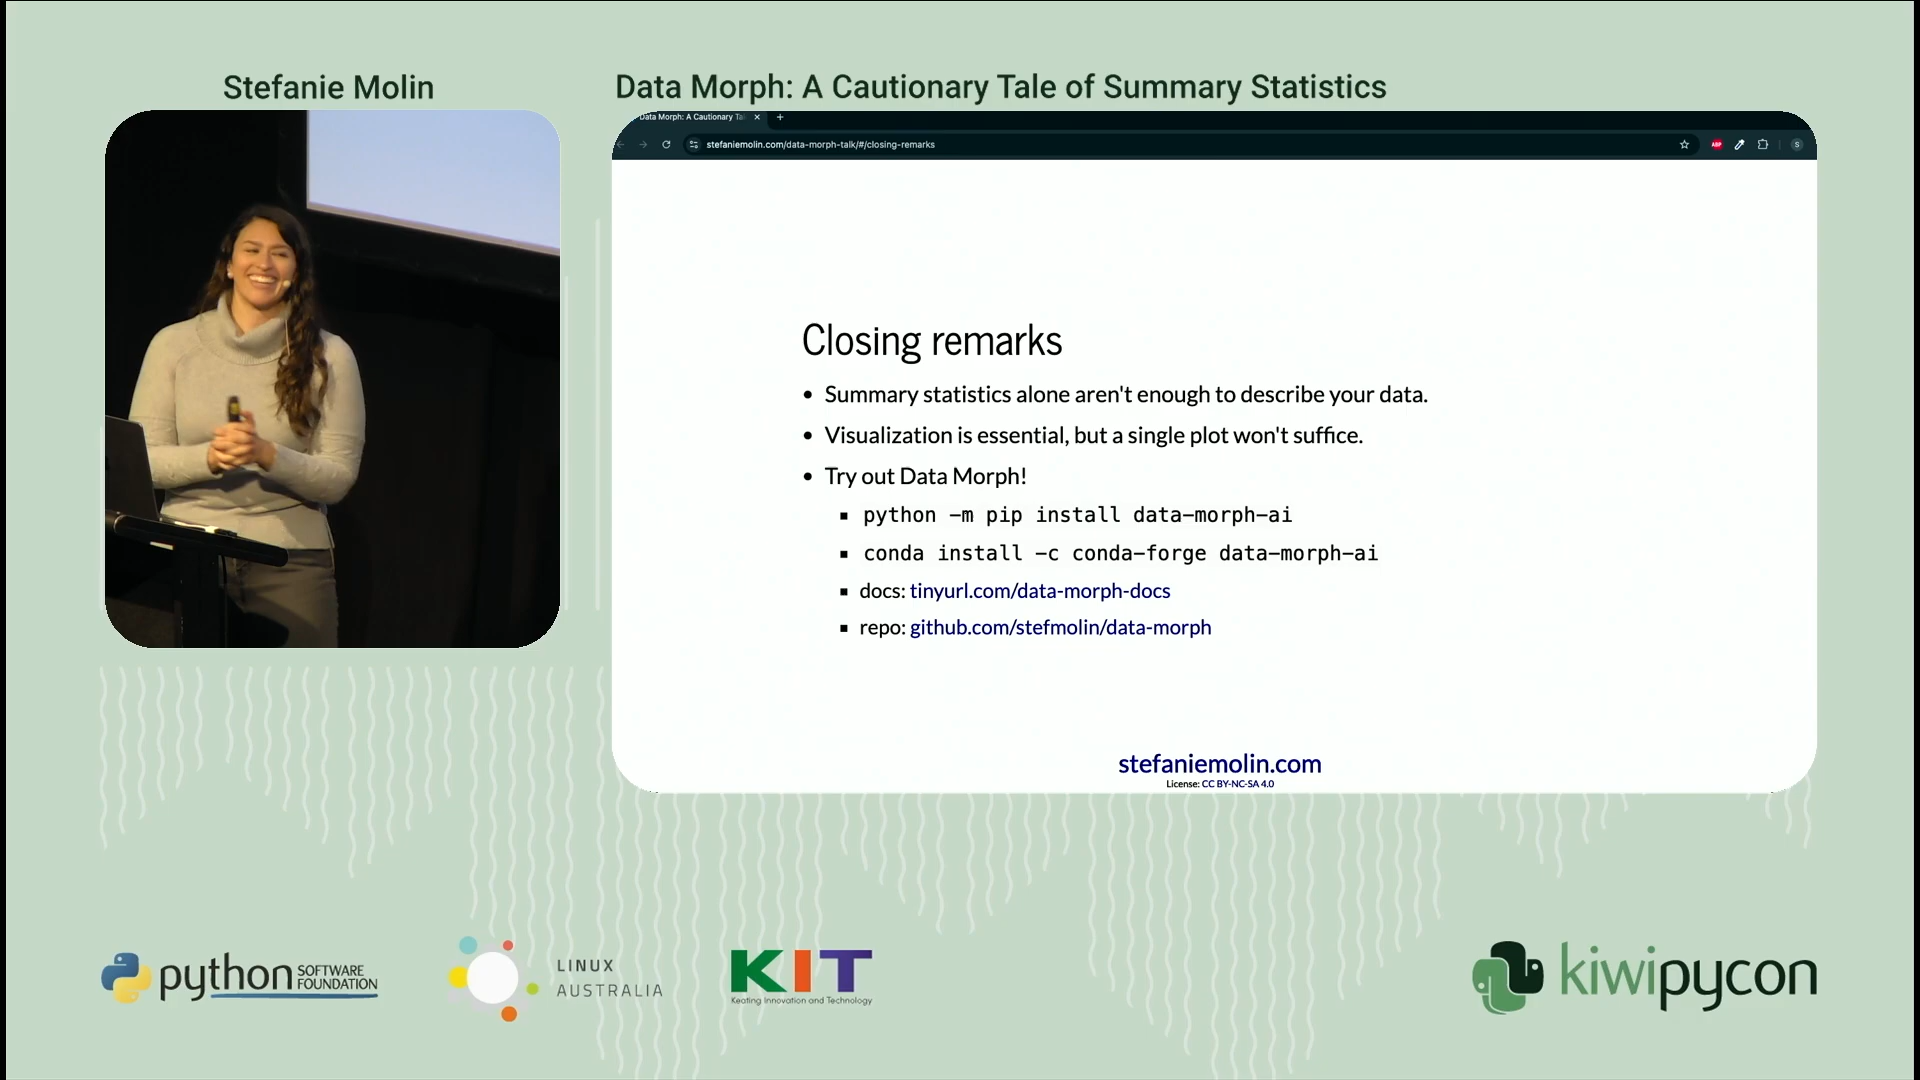 Stefanie Molin
Data Morph: A Cautionary Tale of Summary Statistics
Data Morph: A Cautionary Ta
stefaniemolin.com/data-morph-talk/#/closing-remarks
ABP
S
Closing remarks
Summary statistics alone aren't enough to describe your data.
Visualization is essential, but a single plot won't suffice.
Try out Data Morph!
python -m pip install data-morph-ai
conda install -c conda-forge data-morph-ai
docs: tinyurl.com/data-morph-docs
repo: github.com/stefmolin/data-morph
stefaniemolin.com
License: CC BY-NC-SA 4.0
python SOFTWARE FOUNDATION
LINUX
AUSTRALIA
KIT
Keating Innovation and Technology
kiwipycon